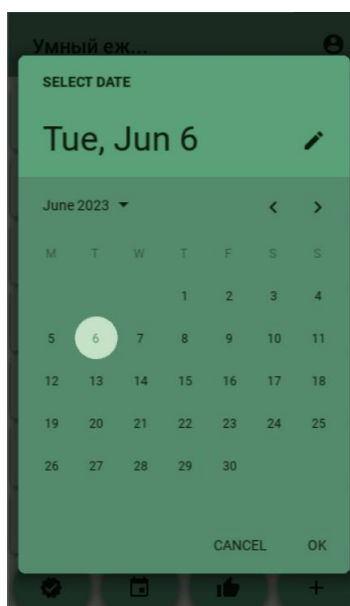 Умный еж...
SELECT DATE
Tue, Jun 6
June 2023
M T W T F S S
1 2 3 4
5 6 7 8 9 10 11
12 13 14 15 16 17 18
19 20 21 22 23 24 25
26 27 28 29 30
CANCEL OK